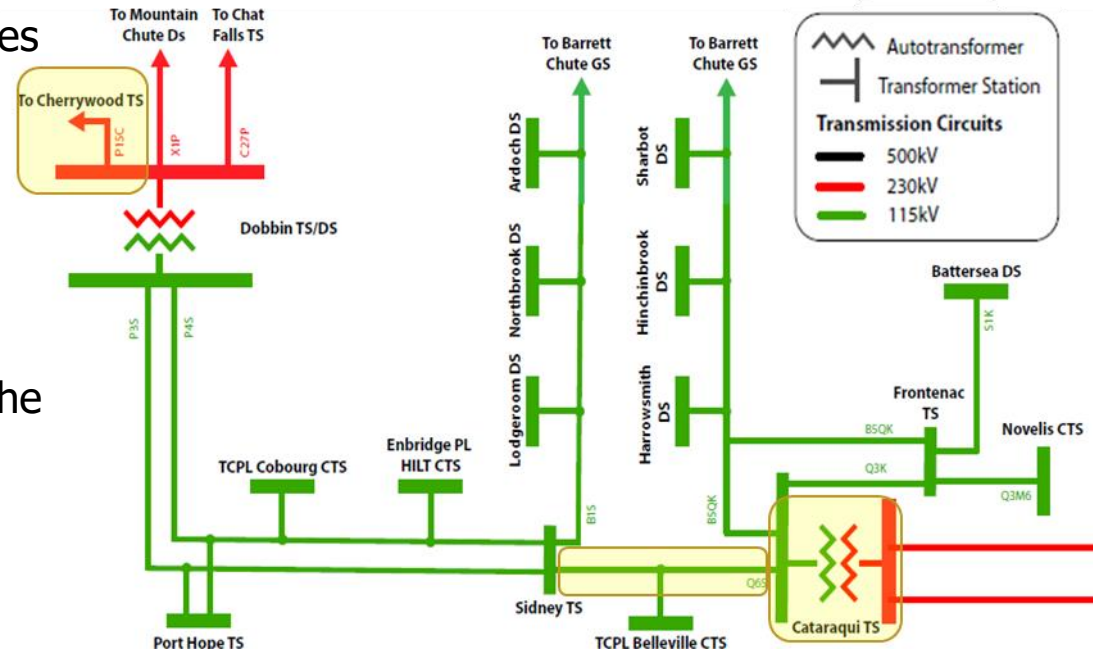 es
he
To Mountain
Chute Ds
To Chat
Falls TS
To Cherrywood TS
P15C
X1P
C27P
Dobbin TS/DS
P3S
P4S
TCPL Cobourg CTS
Enbridge PL
HILT CTS
Port Hope TS
To Barrett
Chute GS
Ardoch DS
Northbrook DS
Lodgeroom DS
B1S
Sidney TS
To Barrett
Chute GS
Sharbot
DS
Hinchinbrook
DS
Harrowsmith
DS
B5QK
B5QK
Q3K
Q6S
TCPL Belleville CTS
Cataraqui TS
Frontenac
TS
Battersea DS
S1K
Novelis CTS
Q3M6
Autotransformer
Transformer Station
Transmission Circuits
500kV
230kV
115kV